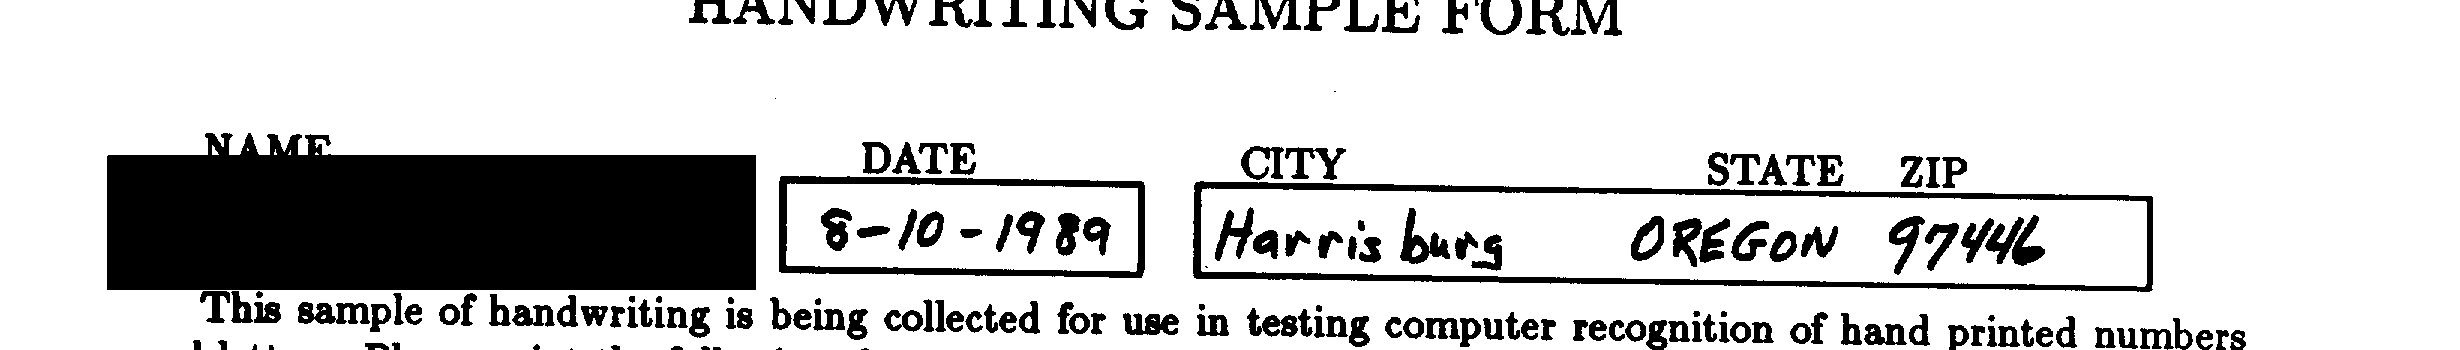 HANDWRITING SAMPLE FORM
NAME DATE CITY STATE ZIP
8-10-1989 Harrisburg OREGON 97446
This sample of handwriting is being collected for use in testing computer recognition of hand printed numbers